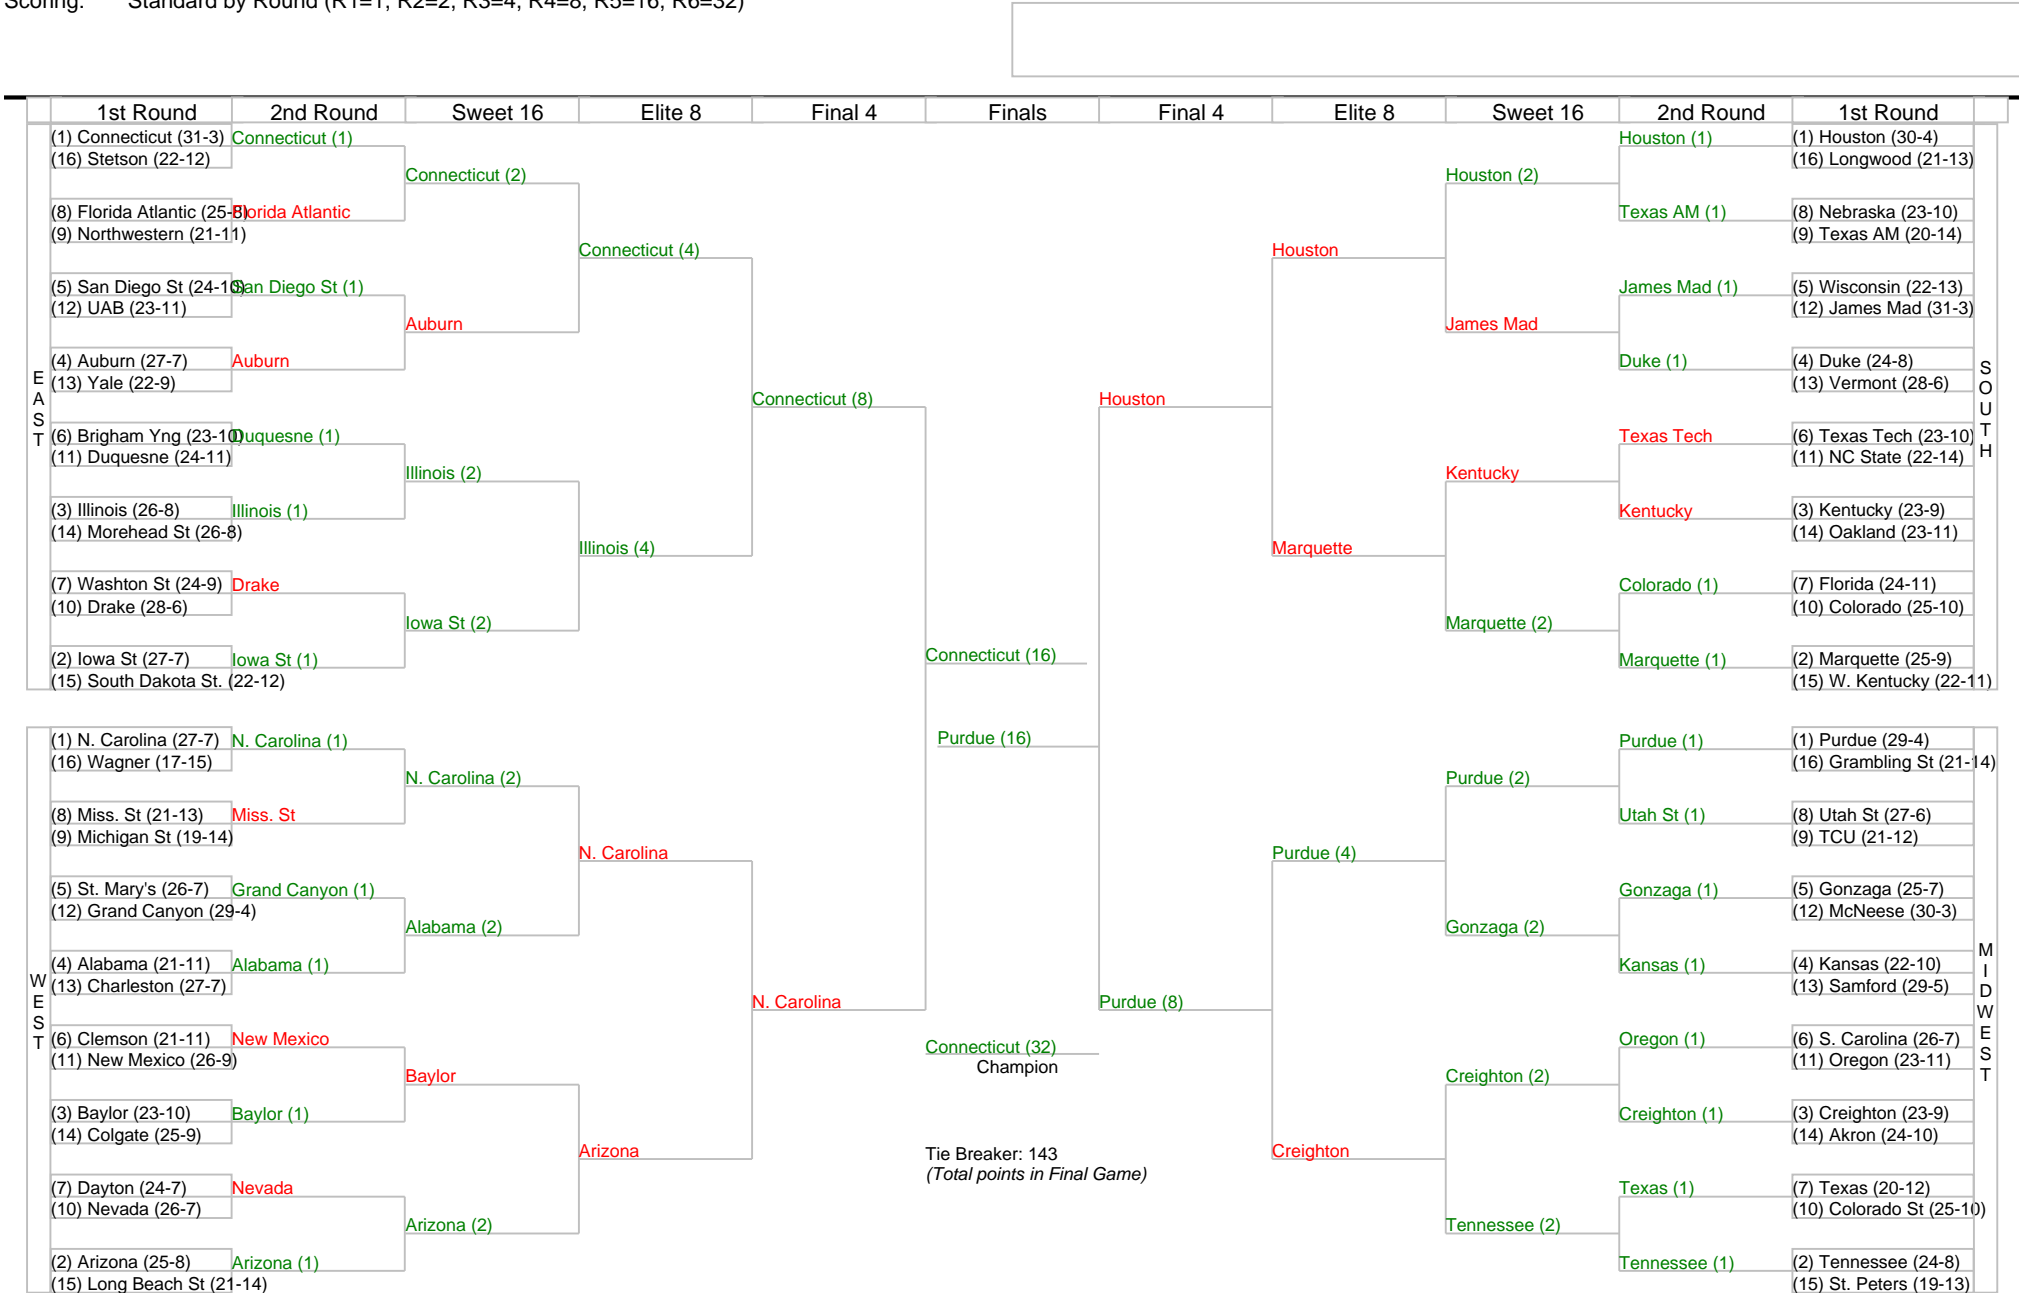 Scoring: Standard by Round (R1=1, R2=2, R3=4, R4=8, R5=16, R6=32)
1st Round 2nd Round Sweet 16 Elite 8 Final 4 Finals Final 4 Elite 8 Sweet 16 2nd Round 1st Round
EAST
(1) Connecticut (31-3)
(16) Stetson (22-12)
(8) Florida Atlantic (25-8)
(9) Northwestern (21-11)
(5) San Diego St (24-10)
(12) UAB (23-11)
(4) Auburn (27-7)
(13) Yale (22-9)
(6) Brigham Yng (23-10)
(11) Duquesne (24-11)
(3) Illinois (26-8)
(14) Morehead St (26-8)
(7) Washton St (24-9)
(10) Drake (28-6)
(2) Iowa St (27-7)
(15) South Dakota St. (22-12)
Connecticut (1)
Florida Atlantic
San Diego St (1)
Auburn
Duquesne (1)
Illinois (1)
Drake
Iowa St (1)
Connecticut (2)
Auburn
Illinois (2)
Iowa St (2)
Connecticut (4)
Illinois (4)
Connecticut (8)
WEST
(1) N. Carolina (27-7)
(16) Wagner (17-15)
(8) Miss. St (21-13)
(9) Michigan St (19-14)
(5) St. Mary's (26-7)
(12) Grand Canyon (29-4)
(4) Alabama (21-11)
(13) Charleston (27-7)
(6) Clemson (21-11)
(11) New Mexico (26-9)
(3) Baylor (23-10)
(14) Colgate (25-9)
(7) Dayton (24-7)
(10) Nevada (26-7)
(2) Arizona (25-8)
(15) Long Beach St (21-14)
N. Carolina (1)
Miss. St
Grand Canyon (1)
Alabama (1)
New Mexico
Baylor (1)
Nevada
Arizona (1)
N. Carolina (2)
Alabama (2)
Baylor
Arizona (2)
N. Carolina
Arizona
N. Carolina
Connecticut (16)
Purdue (16)
Connecticut (32)
Champion
Tie Breaker: 143
(Total points in Final Game)
Houston
Houston
Marquette
Houston (2)
James Mad
Kentucky
Marquette (2)
Houston (1)
Texas AM (1)
James Mad (1)
Duke (1)
Texas Tech
Kentucky
Colorado (1)
Marquette (1)
(1) Houston (30-4)
(16) Longwood (21-13)
(8) Nebraska (23-10)
(9) Texas AM (20-14)
(5) Wisconsin (22-13)
(12) James Mad (31-3)
(4) Duke (24-8)
(13) Vermont (28-6)
(6) Texas Tech (23-10)
(11) NC State (22-14)
(3) Kentucky (23-9)
(14) Oakland (23-11)
(7) Florida (24-11)
(10) Colorado (25-10)
(2) Marquette (25-9)
(15) W. Kentucky (22-11)
SOUTH
Purdue (8)
Purdue (4)
Creighton
Purdue (2)
Gonzaga (2)
Creighton (2)
Tennessee (2)
Purdue (1)
Utah St (1)
Gonzaga (1)
Kansas (1)
Oregon (1)
Creighton (1)
Texas (1)
Tennessee (1)
(1) Purdue (29-4)
(16) Grambling St (21-14)
(8) Utah St (27-6)
(9) TCU (21-12)
(5) Gonzaga (25-7)
(12) McNeese (30-3)
(4) Kansas (22-10)
(13) Samford (29-5)
(6) S. Carolina (26-7)
(11) Oregon (23-11)
(3) Creighton (23-9)
(14) Akron (24-10)
(7) Texas (20-12)
(10) Colorado St (25-10)
(2) Tennessee (24-8)
(15) St. Peters (19-13)
MIDWEST